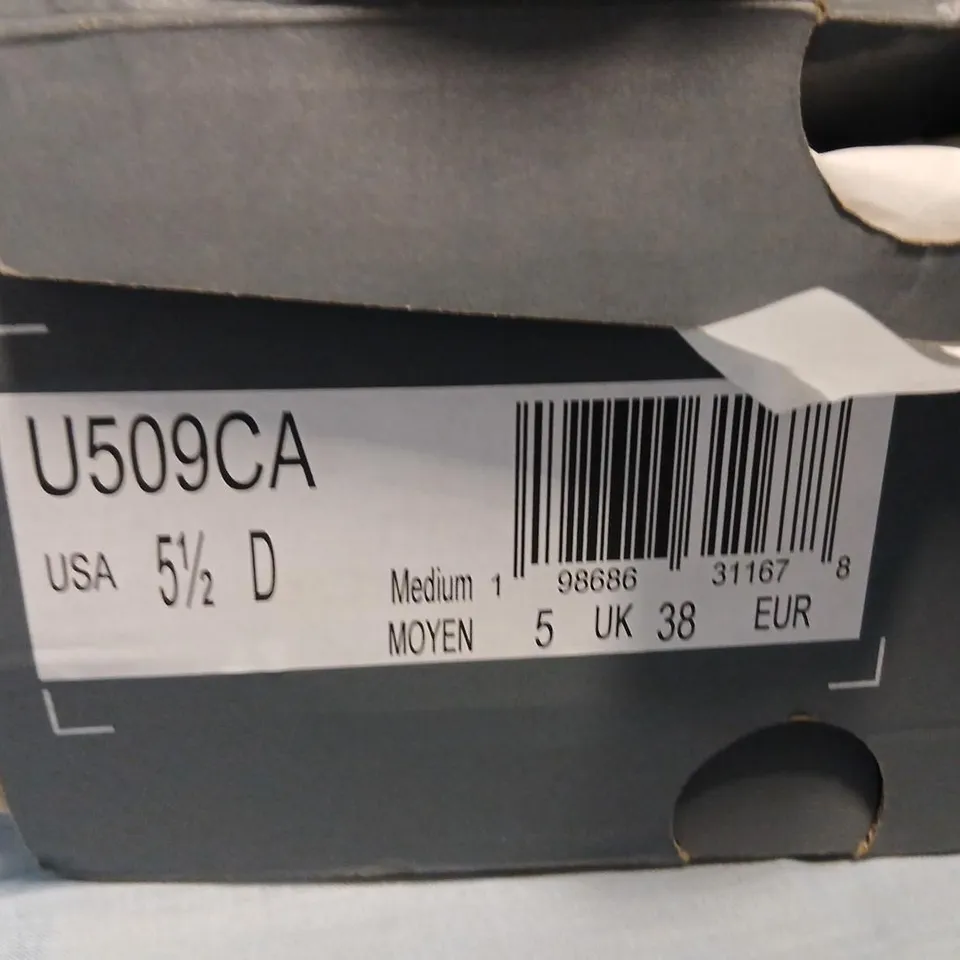 U509CA
USA 5½ D
Medium 1 98686 31167 8
MOYEN 5 UK 38 EUR